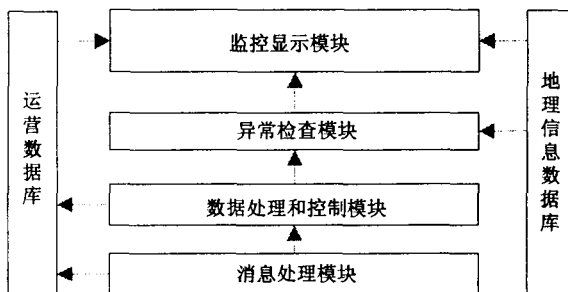 监控显示模块
运营数据库
异常检查模块
地理信息数据库
数据处理和控制模块
消息处理模块